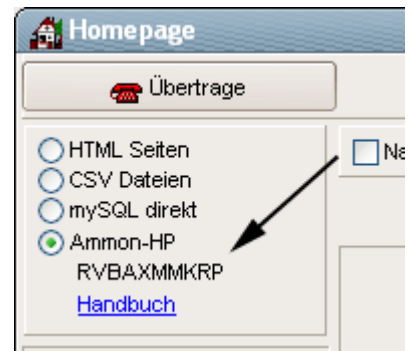 Homepage
Übertrage
HTML Seiten
CSV Dateien
mySQL direkt
Ammon-HP
RVBAXMMKRP
Handbuch